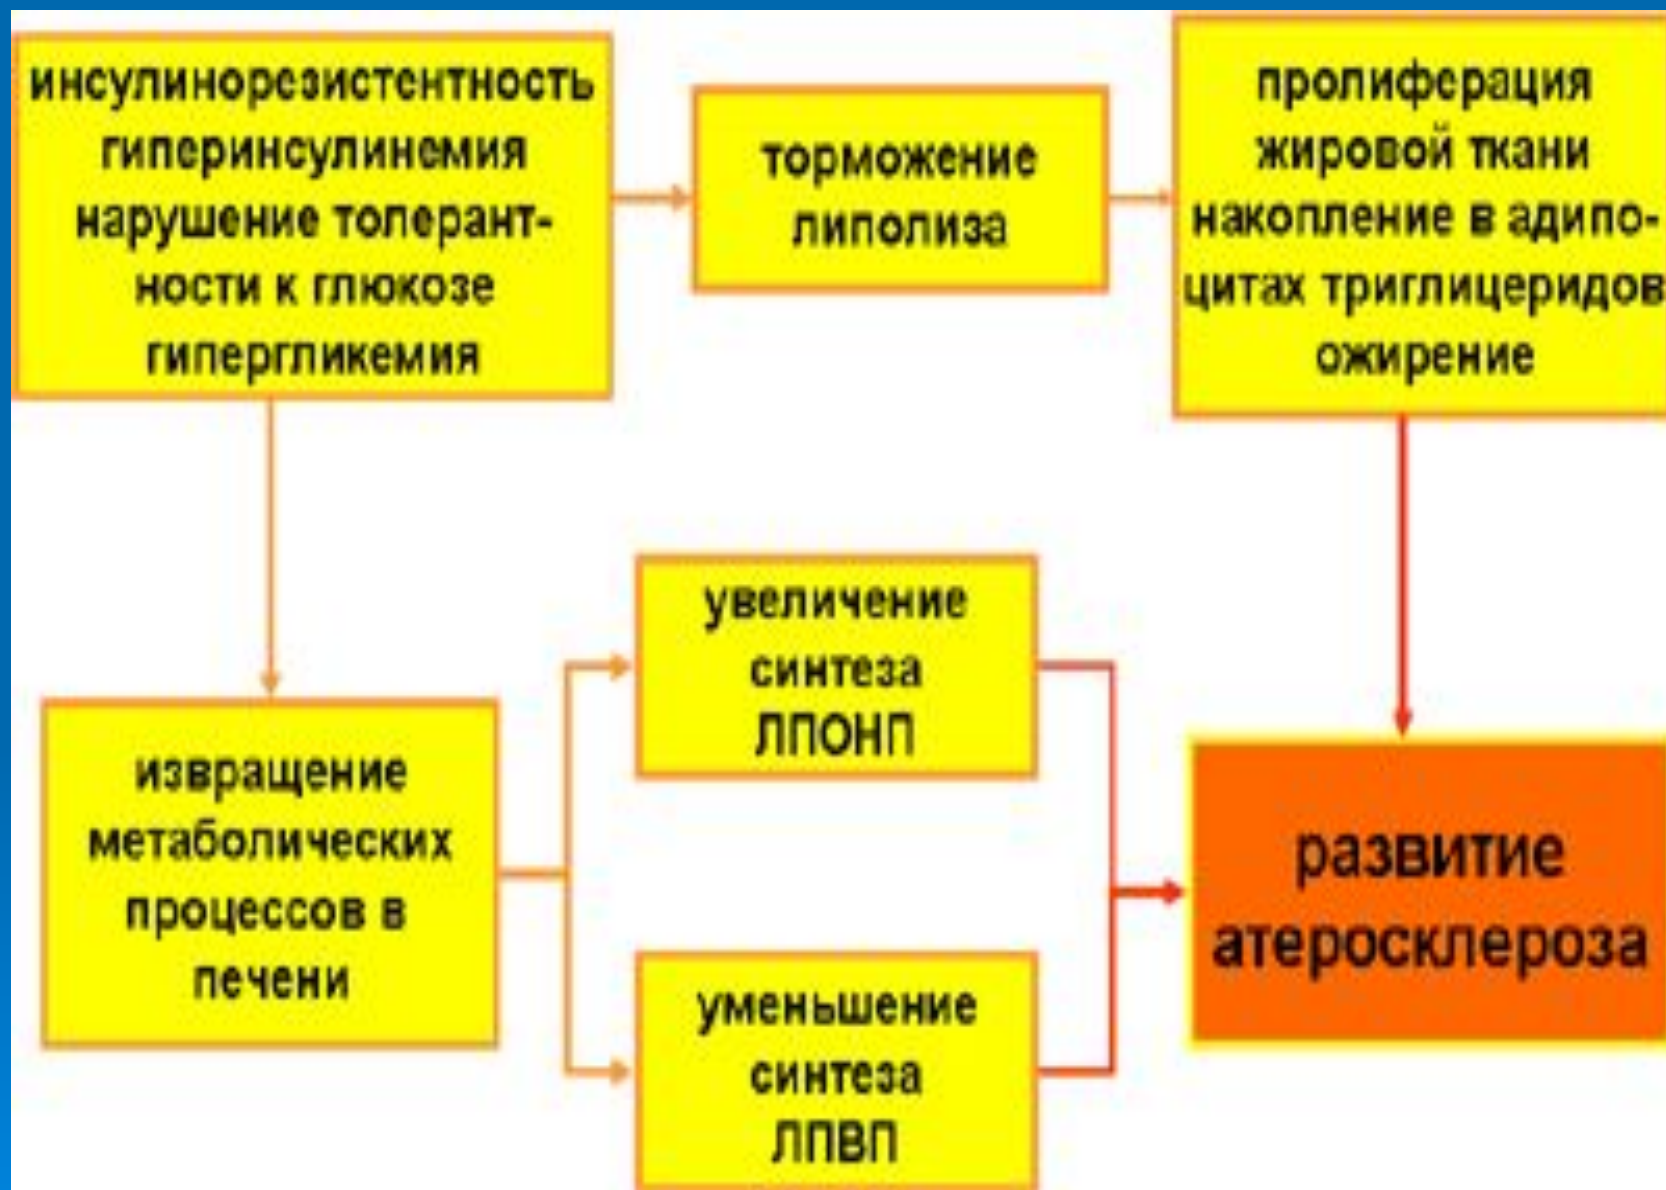 инсулинорезистентность
гиперинсулинемия
нарушение толерант-
ности к глюкозе
гипергликемия
торможение
липолиза
пролиферация
жировой ткани
накопление в адипо-
цитах триглицеридов
ожирение
увеличение
синтеза
ЛПОНП
извращение
метаболических
процессов в
печени
уменьшение
синтеза
ЛПВП
развитие
атеросклероза